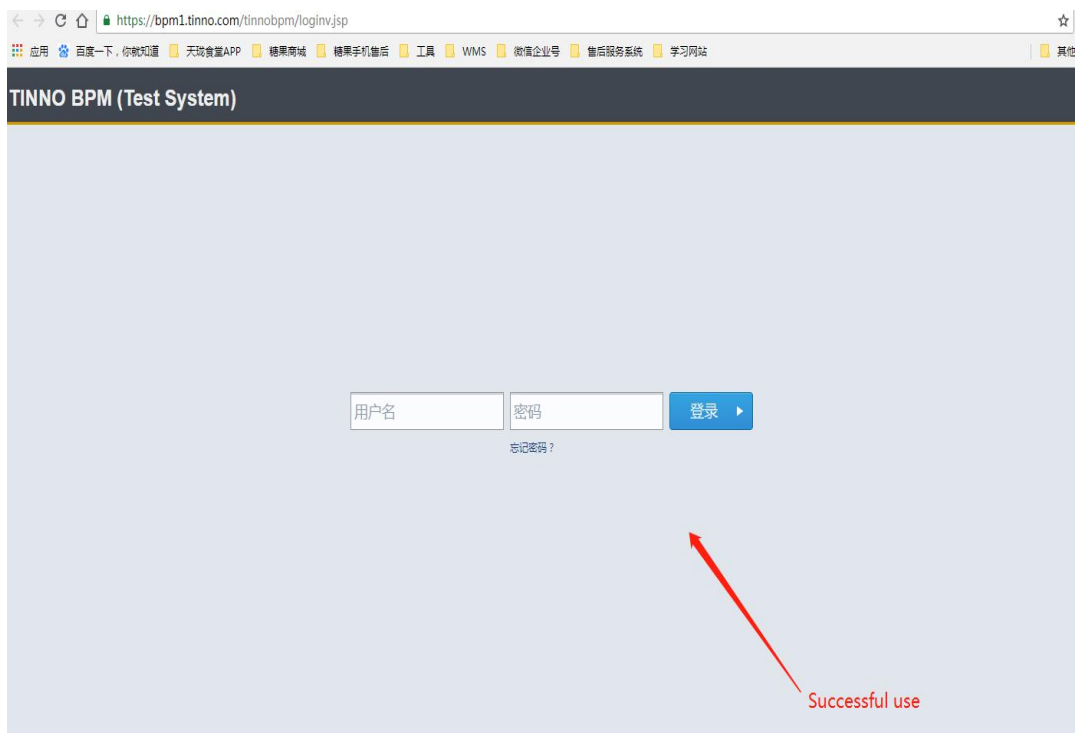 https://bpm1.tinno.com/tinnobpm/loginv.jsp
应用 百度一下，你就知道 天珑食堂APP 糖果商城 糖果手机售后 工具 WMS 微信企业号 售后服务系统 学习网站 其他
TINNO BPM (Test System)
用户名 密码 登录
忘记密码？
Successful use